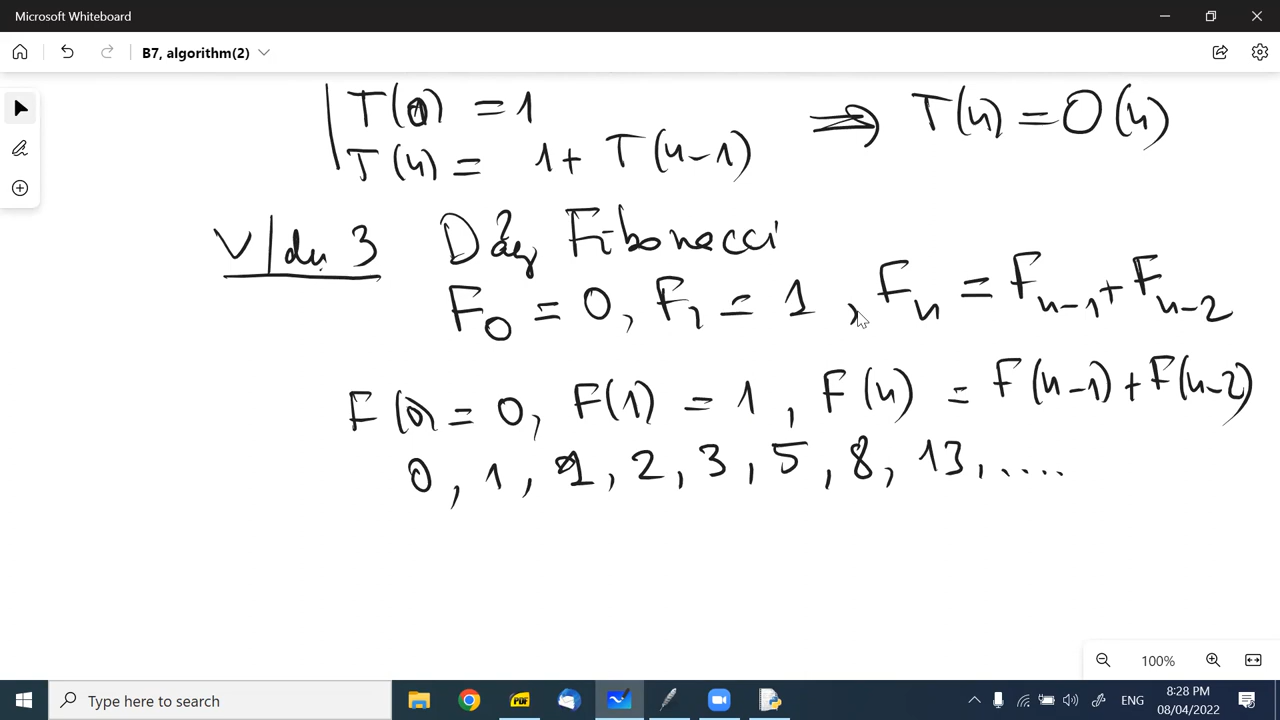 Microsoft Whiteboard
B7, algorithm(2)
T(0) = 1
T(n) = 1 + T(n-1) ⇒ T(n) = O(n)
V/dụ 3 Dãy Fibonacci
F₀ = 0, F₁ = 1, Fₙ = Fₙ₋₁ + Fₙ₋₂
F(0) = 0, F(1) = 1, F(n) = F(n-1) + F(n-2)
0, 1, 1, 2, 3, 5, 8, 13, ....
100%
Type here to search
PDF
ENG
8:28 PM
08/04/2022